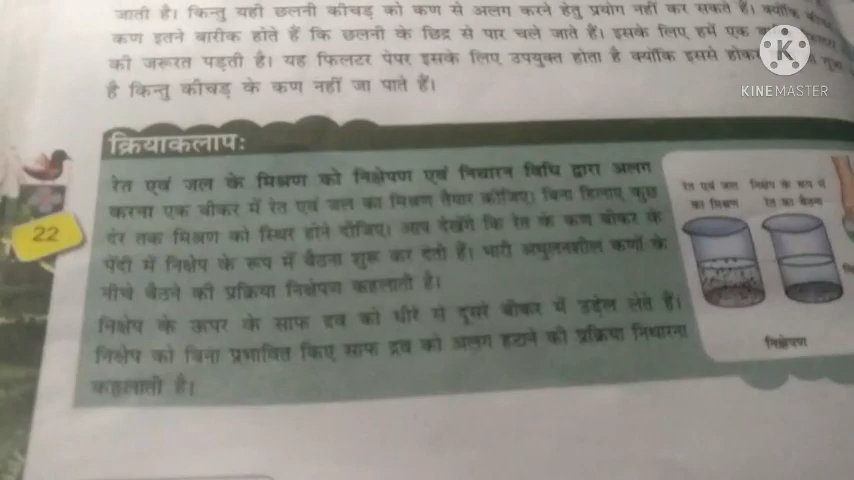 जाती है। किन्तु यही छलनी कीचड़ को कण से अलग करने हेतु प्रयोग नहीं कर सकते हैं। क्योंकि
कण इतने बारीक होते हैं कि छलनी के छिद्र से पार चले जाते हैं। इसके लिए हमें एक
की जरूरत पड़ती है। यह फिलटर पेपर इसके लिए उपयुक्त होता है क्योंकि इससे होकर
है किन्तु कीचड़ के कण नहीं जा पाते हैं।
KINEMASTER
क्रियाकलाप:
रेत एवं जल के मिश्रण को निक्षेपण एवं निथारन विधि द्वारा अलग
करना एक बीकर में रेत एवं जल का मिश्रण तैयार कीजिए। बिना हिलाए कुछ
देर तक मिश्रण को स्थिर होने दीजिए। आप देखेंगे कि रेत के कण बीकर के
पेंदी में निक्षेप के रूप में बैठना शुरू कर देती हैं। भारी अघुलनशील कणों के
नीचे बैठने की प्रक्रिया निक्षेपण कहलाती है।
निक्षेप के ऊपर के साफ द्रव को धीरे से दूसरे बीकर में उड़ेल लेते हैं।
निक्षेप को बिना प्रभावित किए साफ द्रव को अलग हटाने की प्रक्रिया निथारना
कहलाती है।
रेत एवं जल का मिश्रण
निक्षेप के रूप में रेत का बैठना
निक्षेपण
22